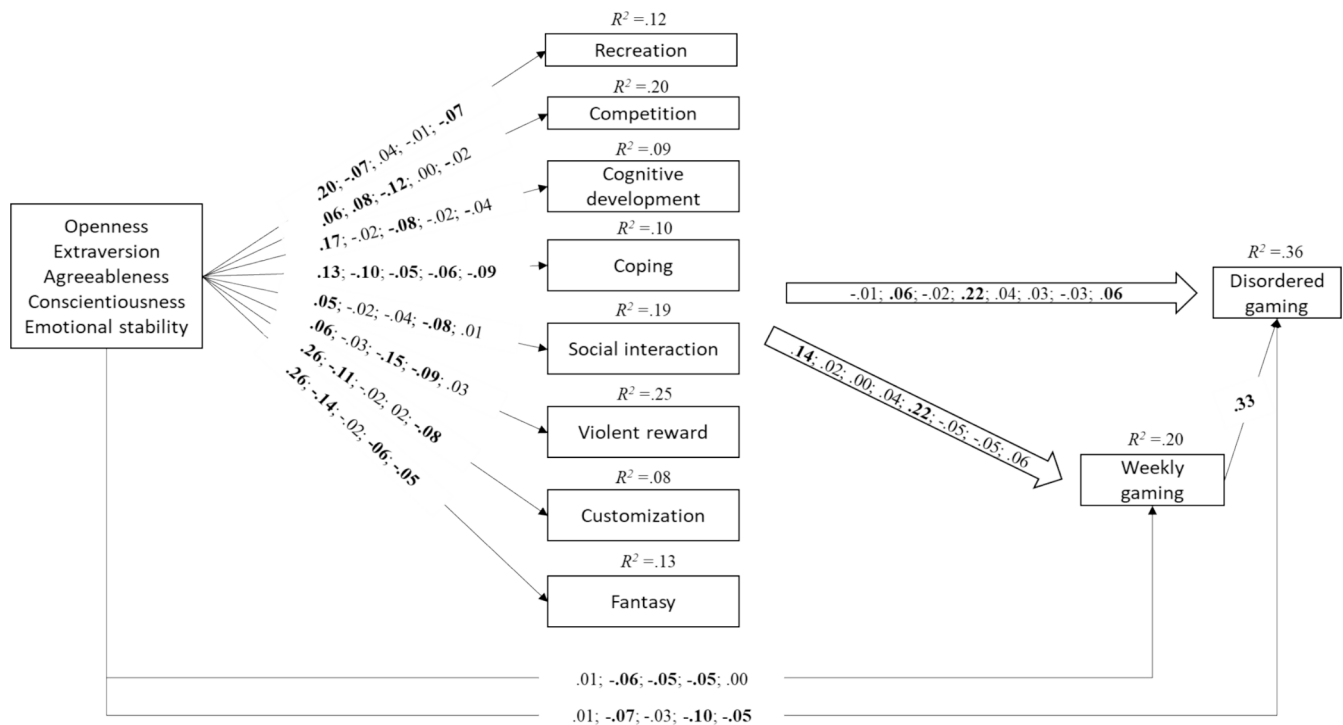 R² =.12
Recreation
R² =.20
Competition
R² =.09
Cognitive
development
R² =.10
Coping
R² =.19
Social interaction
R² =.25
Violent reward
R² =.08
Customization
R² =.13
Fantasy
Openness
Extraversion
Agreeableness
Conscientiousness
Emotional stability
.20; -.07; .04; -.01; -.07
.06; .08; -.12; .00; -.02
.17; -.02; -.08; -.02; -.04
.13; -.10; -.05; -.06; -.09
.05; -.02; -.04; -.08; .01
.06; -.03; -.15; -.09; .03
.26; -.11; -.02; 02; -.08
.26; -.14; -.02; -06; -.05
-.01; .06; -.02; .22; .04; .03; -.03; .06
.14; .02; .00; .04; .22; -.05; -.05; .06
R² =.36
Disordered
gaming
.33
R² =.20
Weekly
gaming
.01; -.06; -.05; -.05; .00
.01; -.07; -.03; -.10; -.05